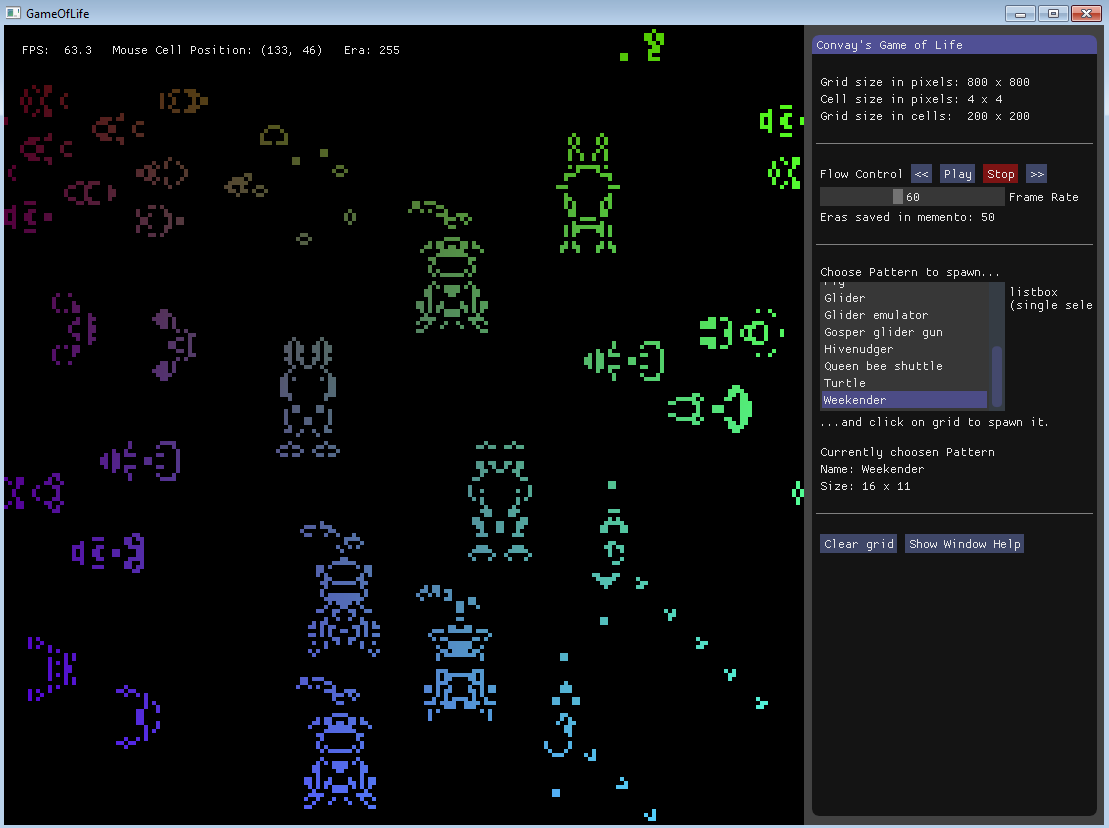 GameOfLife
FPS:  63.3  Mouse Cell Position: (133, 46)  Era: 255
Convay's Game of Life
Grid size in pixels: 800 x 800
Cell size in pixels: 4 x 4
Grid size in cells:  200 x 200
Flow Control << Play Stop >>
60 Frame Rate
Eras saved in memento: 50
Choose Pattern to spawn...
Glider
Glider emulator
Gosper glider gun
Hivenudger
Queen bee shuttle
Turtle
Weekender
listbox
(single sele
...and click on grid to spawn it.
Currently choosen Pattern
Name: Weekender
Size: 16 x 11
Clear grid Show Window Help